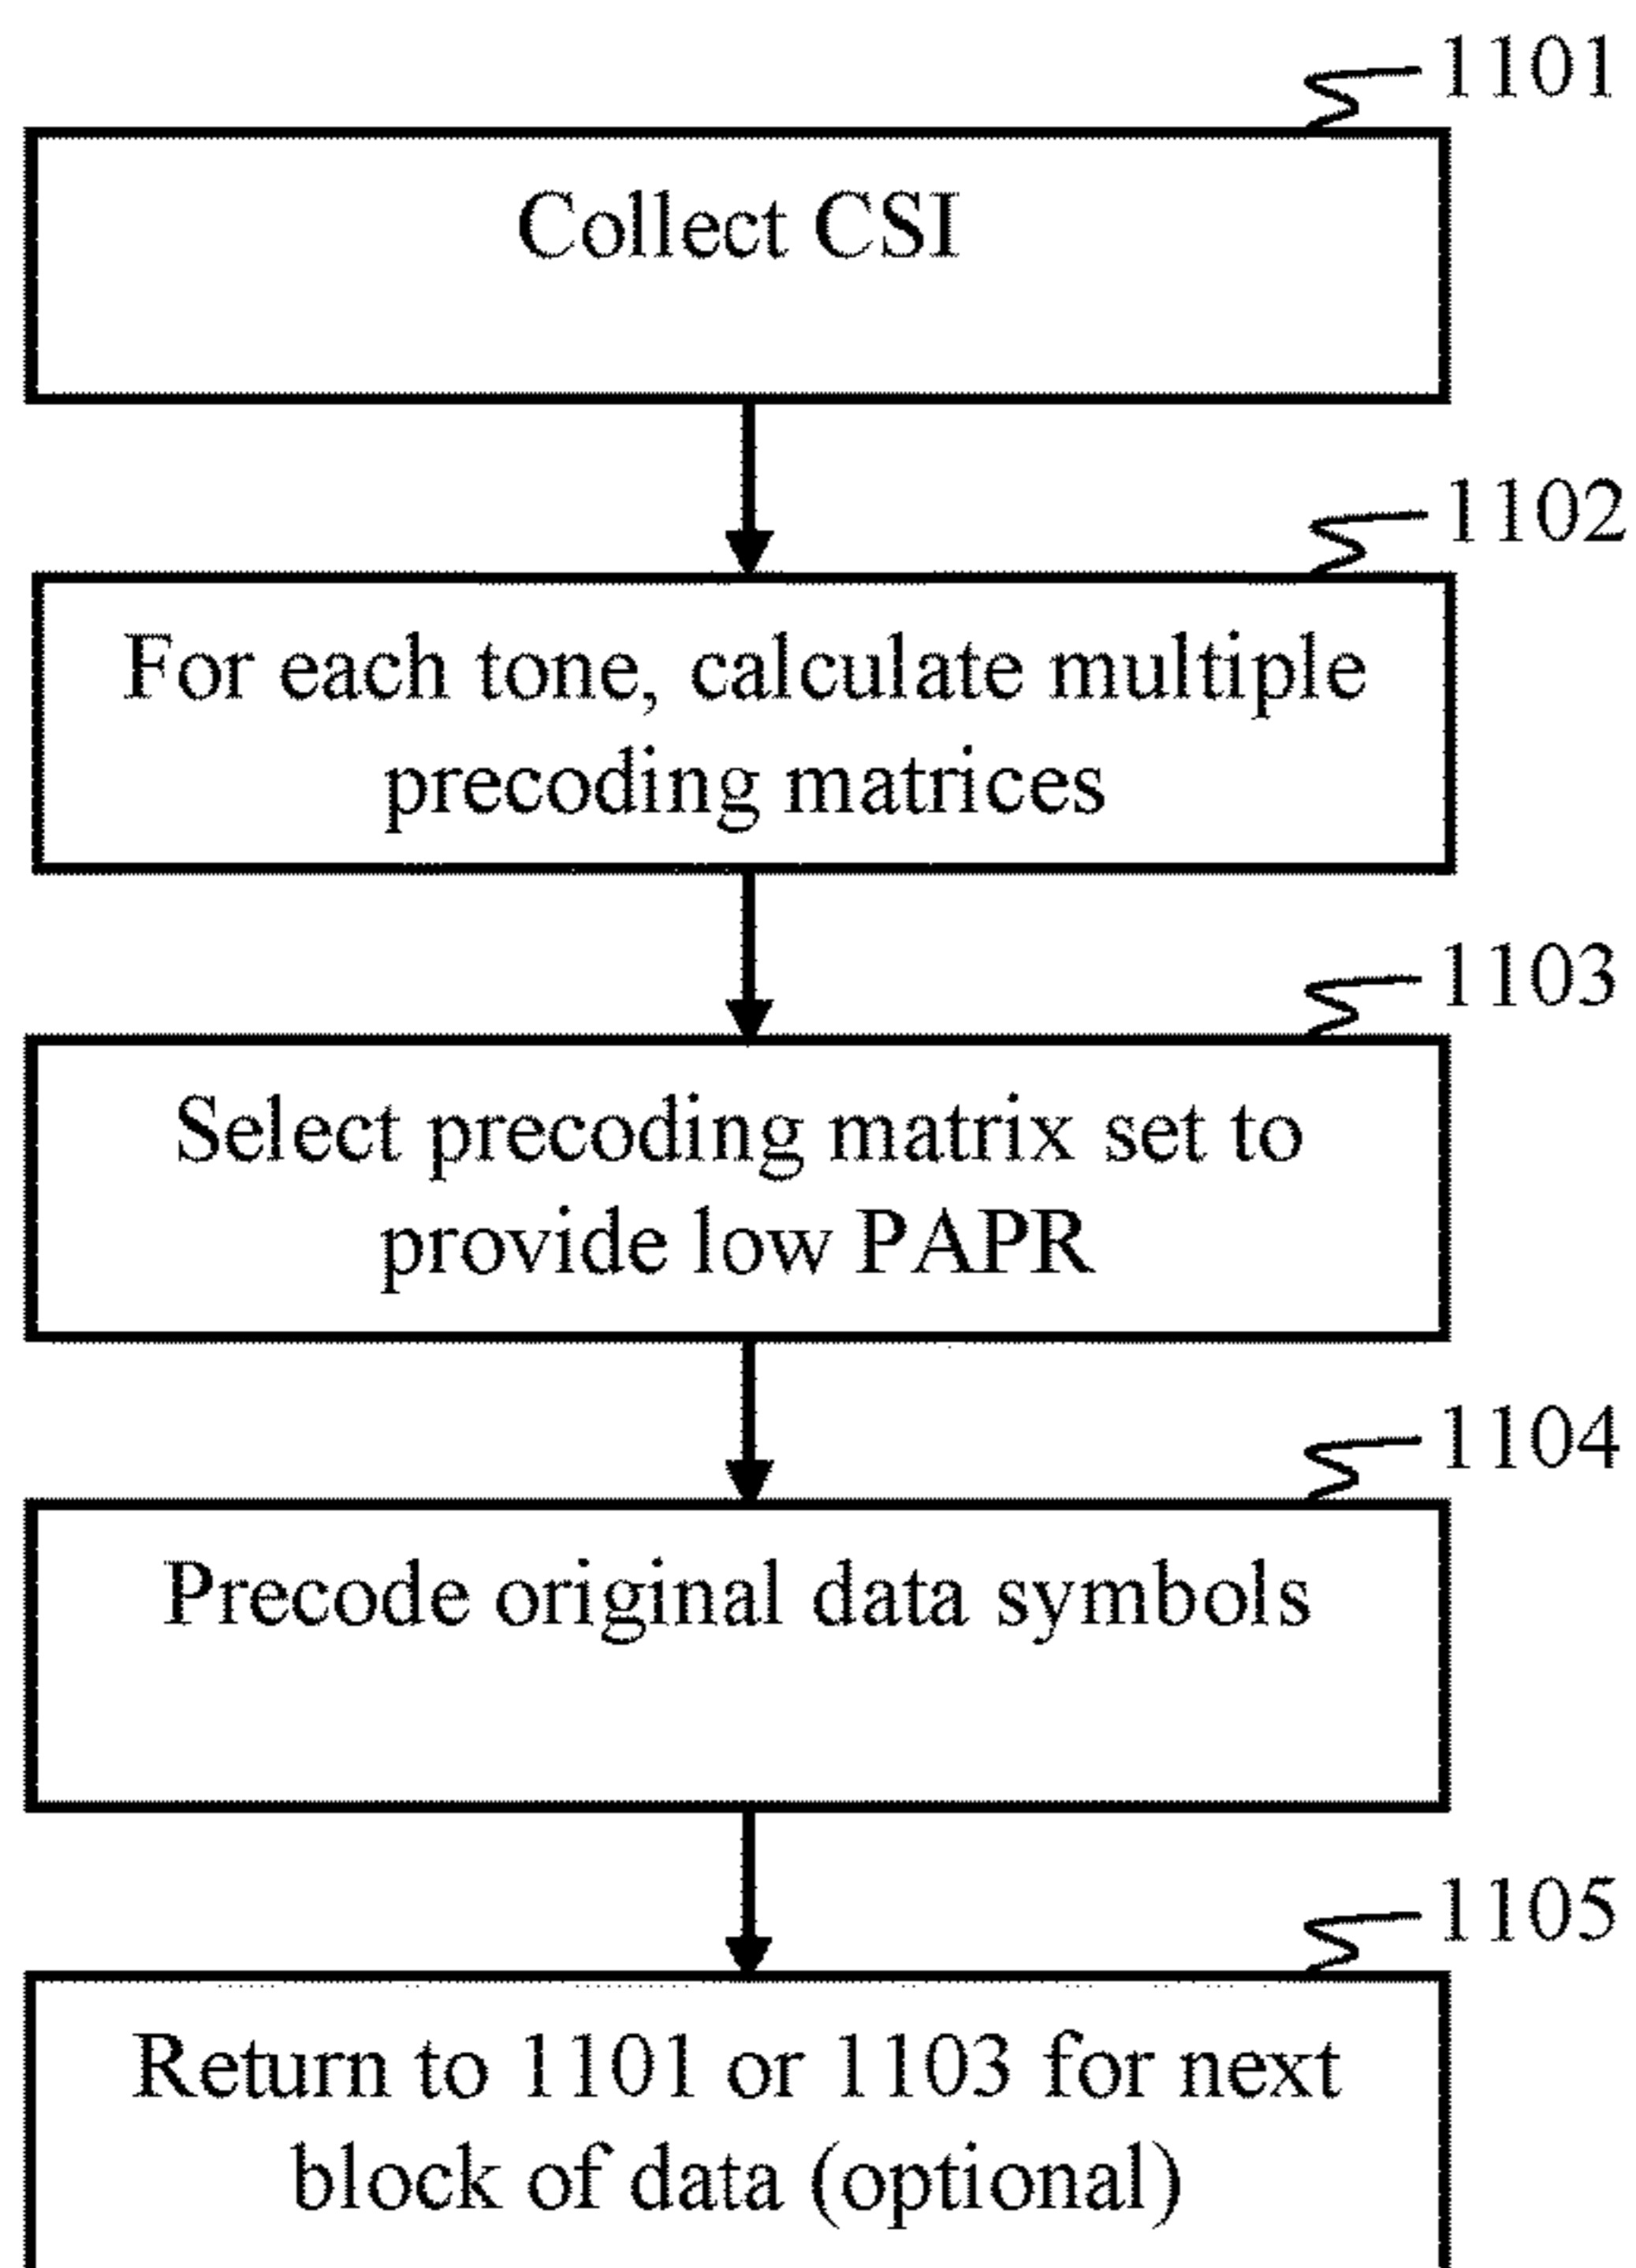 1101
Collect CSI
1102
For each tone, calculate multiple
precoding matrices
1103
Select precoding matrix set to
provide low PAPR
1104
Precode original data symbols
1105
Return to 1101 or 1103 for next
block of data (optional)